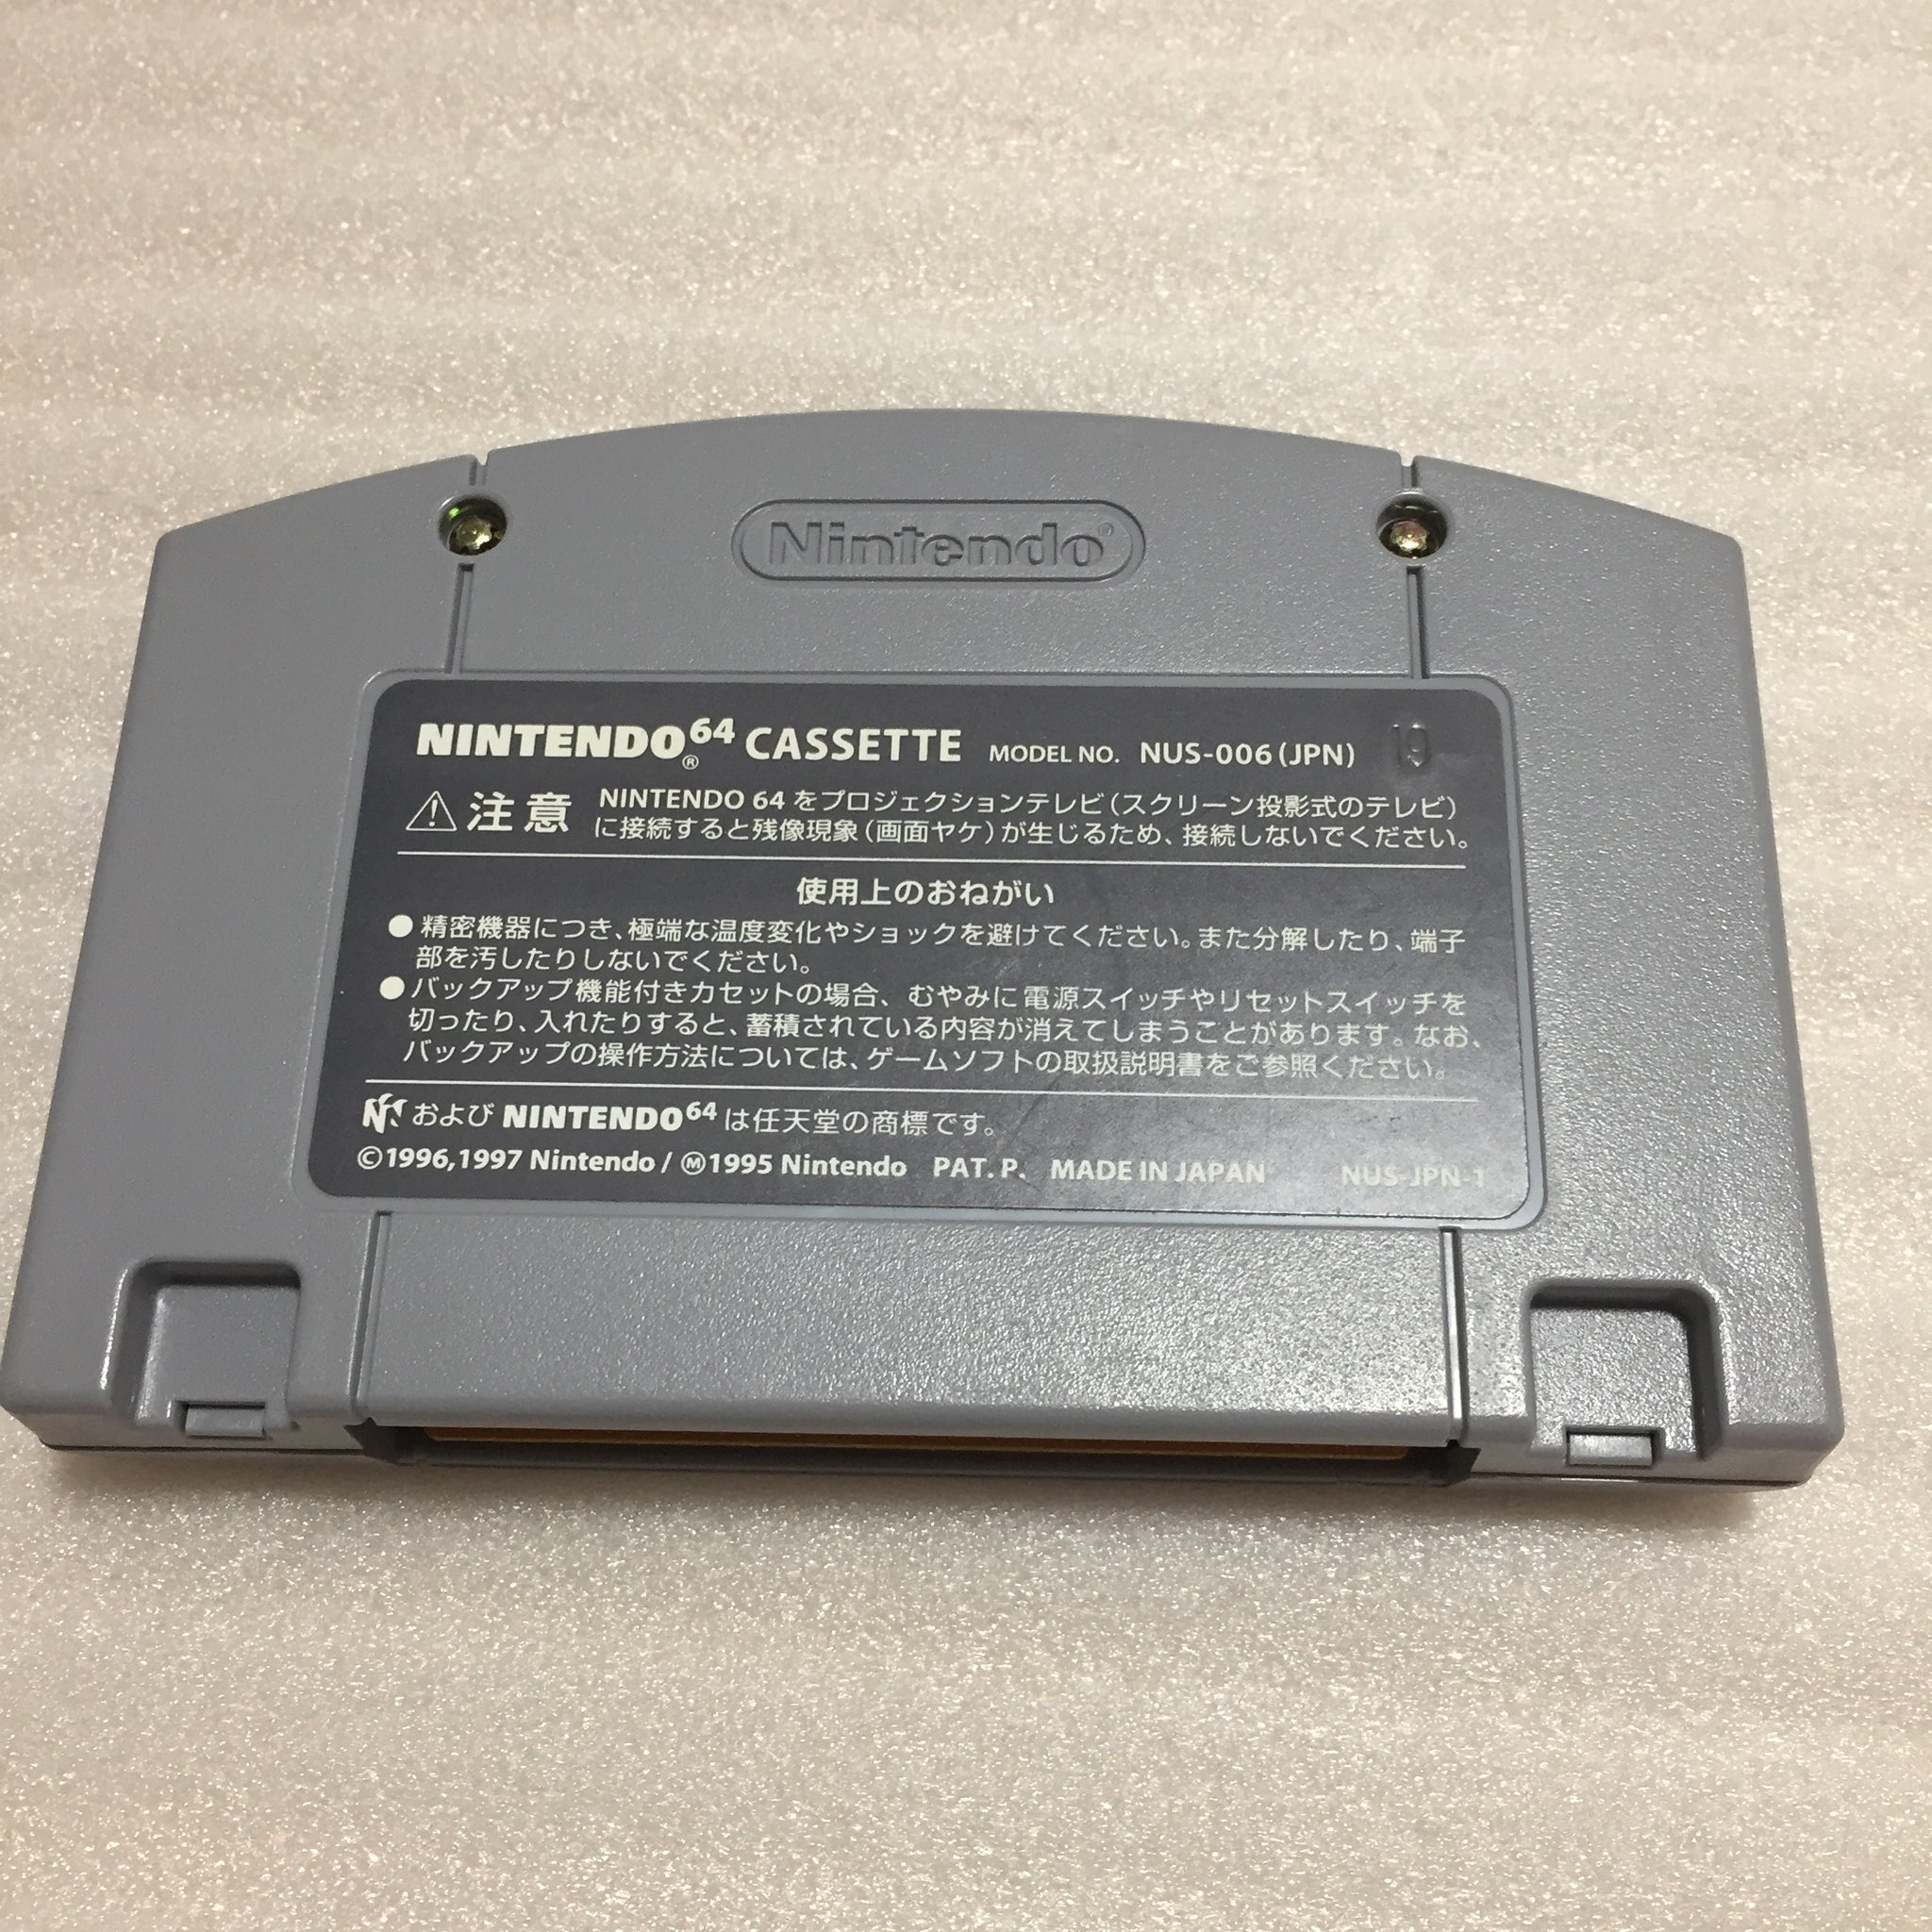 Nintendo®
NINTENDO®64 CASSETTE MODEL NO. NUS-006(JPN) 19
⚠注意 NINTENDO 64 をプロジェクションテレビ(スクリーン投影式のテレビ)
に接続すると残像現象(画面ヤケ)が生じるため、接続しないでください。
使用上のおねがい
●精密機器につき、極端な温度変化やショックを避けてください。また分解したり、端子
部を汚したりしないでください。
●バックアップ機能付きカセットの場合、むやみに電源スイッチやリセットスイッチを
切ったり、入れたりすると、蓄積されている内容が消えてしまうことがあります。なお、
バックアップの操作方法については、ゲームソフトの取扱説明書をご参照ください。
および NINTENDO64 は任天堂の商標です。
©1996,1997 Nintendo / Ⓜ1995 Nintendo PAT. P. MADE IN JAPAN NUS-JPN-1